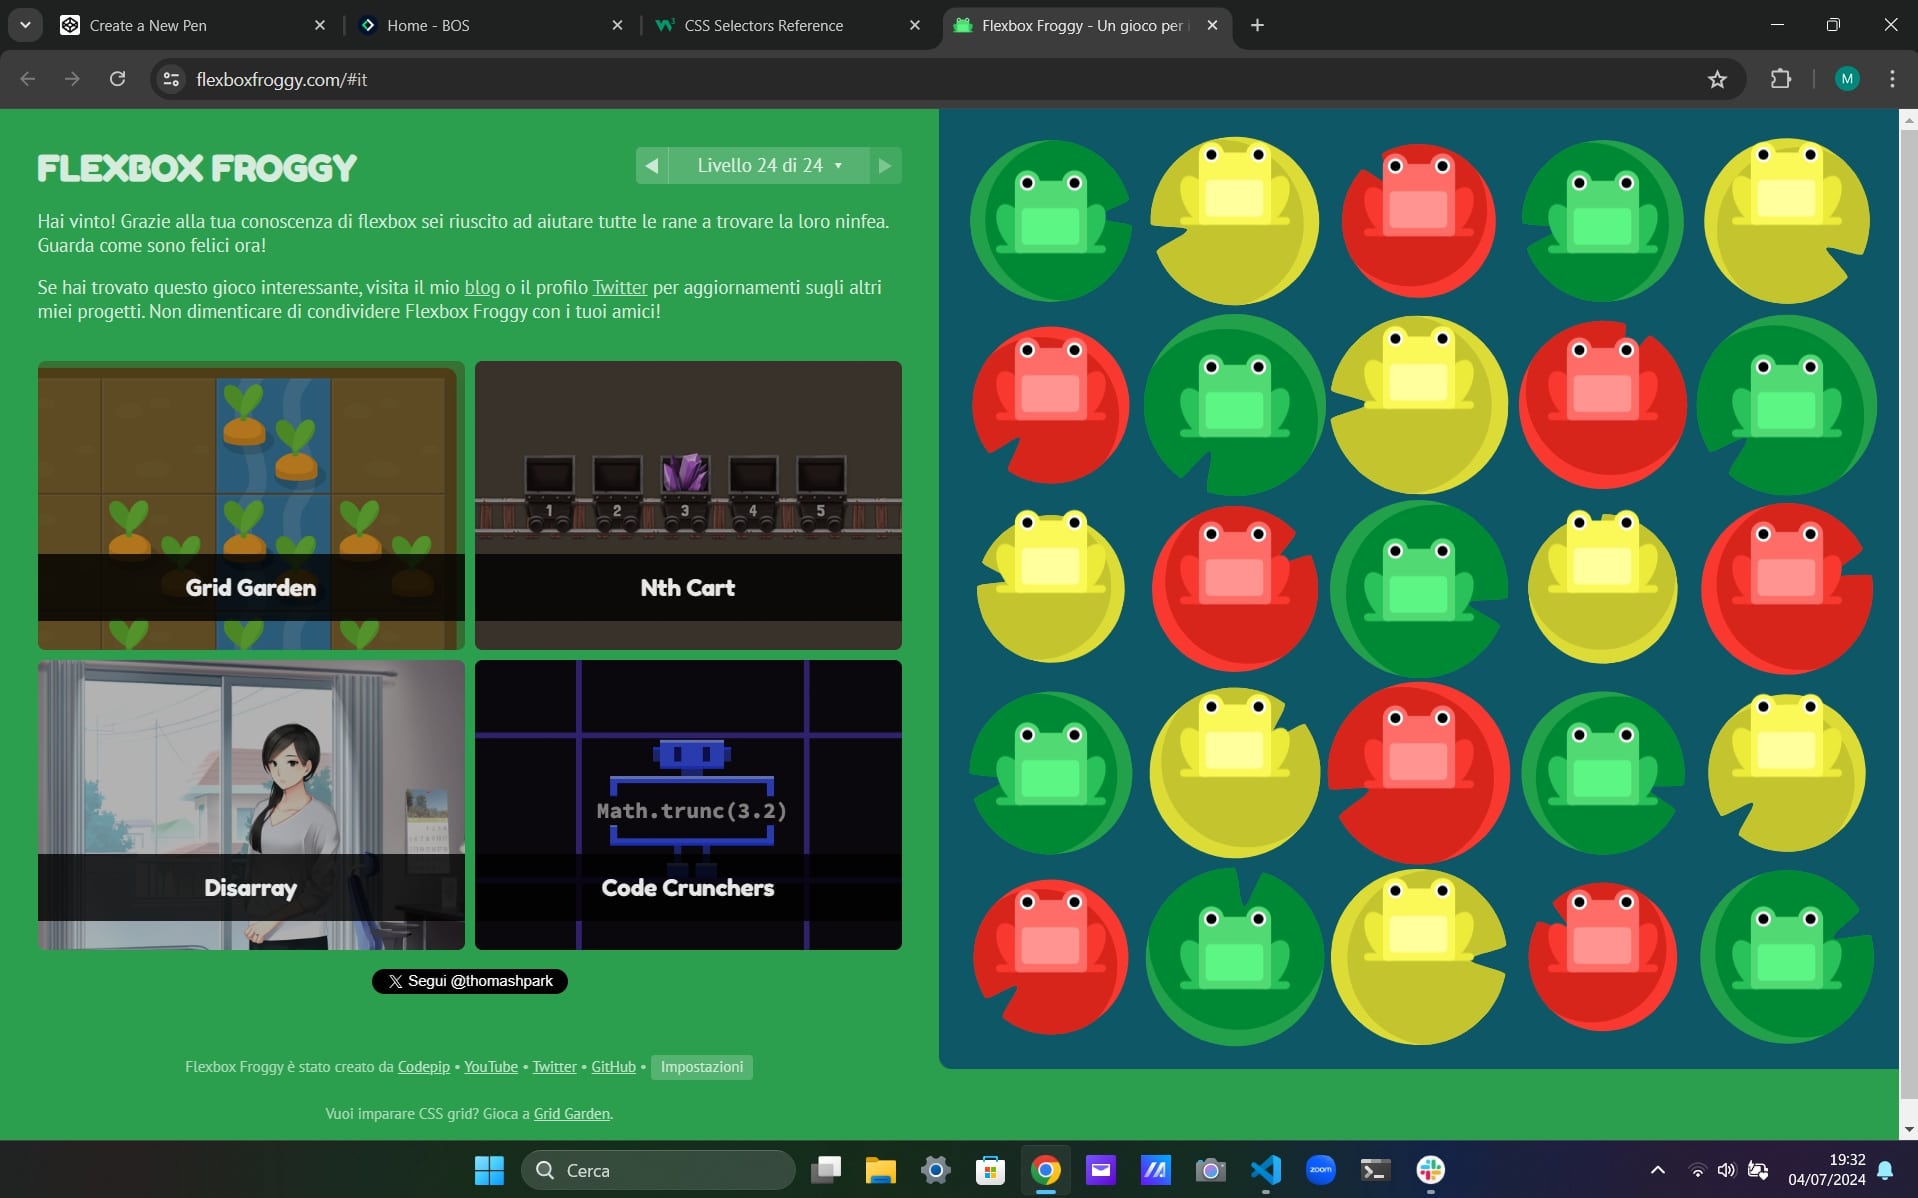 Create a New Pen
Home - BOS
CSS Selectors Reference
Flexbox Froggy - Un gioco per
flexboxfroggy.com/#it
M
FLEXBOX FROGGY
Livello 24 di 24
Hai vinto! Grazie alla tua conoscenza di flexbox sei riuscito ad aiutare tutte le rane a trovare la loro ninfea.
Guarda come sono felici ora!
Se hai trovato questo gioco interessante, visita il mio blog o il profilo Twitter per aggiornamenti sugli altri
miei progetti. Non dimenticare di condividere Flexbox Froggy con i tuoi amici!
1 2 3 4 5
Grid Garden
Nth Cart
Math.trunc(3.2)
Disarray
Code Crunchers
X Segui @thomashpark
Flexbox Froggy è stato creato da Codepip • YouTube • Twitter • GitHub • Impostazioni
Vuoi imparare CSS grid? Gioca a Grid Garden.
Cerca
zoom
19:32
04/07/2024